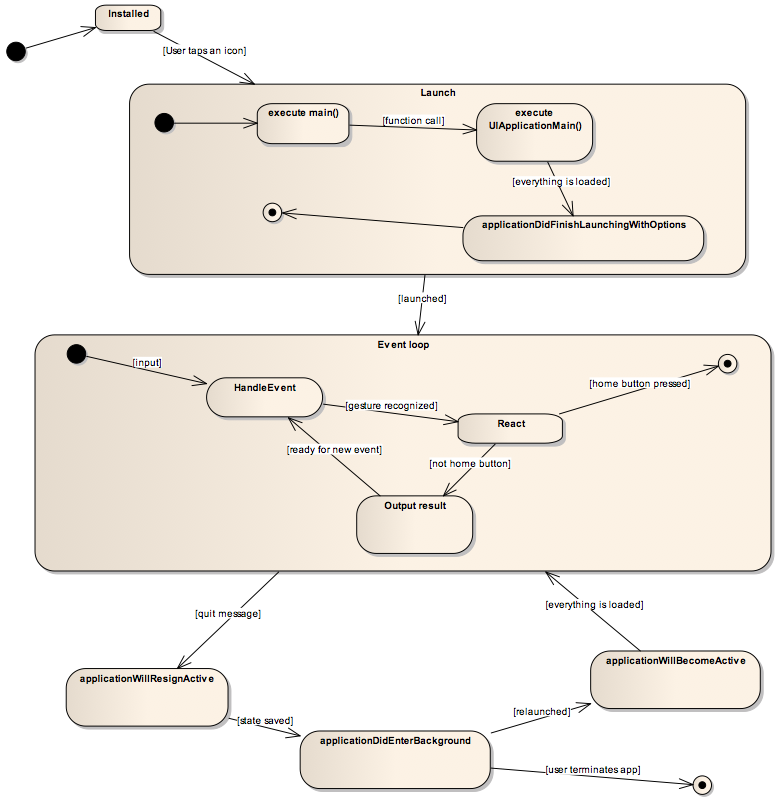 Installed
[User taps an icon]
Launch
execute main()
[function call]
execute
UIApplicationMain()
[everything is loaded]
applicationDidFinishLaunchingWithOptions
[launched]
Event loop
[input]
HandleEvent
[gesture recognized]
React
[home button pressed]
[ready for new event]
[not home button]
Output result
[quit message]
[everything is loaded]
applicationWillResignActive
applicationWillBecomeActive
[state saved]
[relaunched]
applicationDidEnterBackground
[user terminates app]